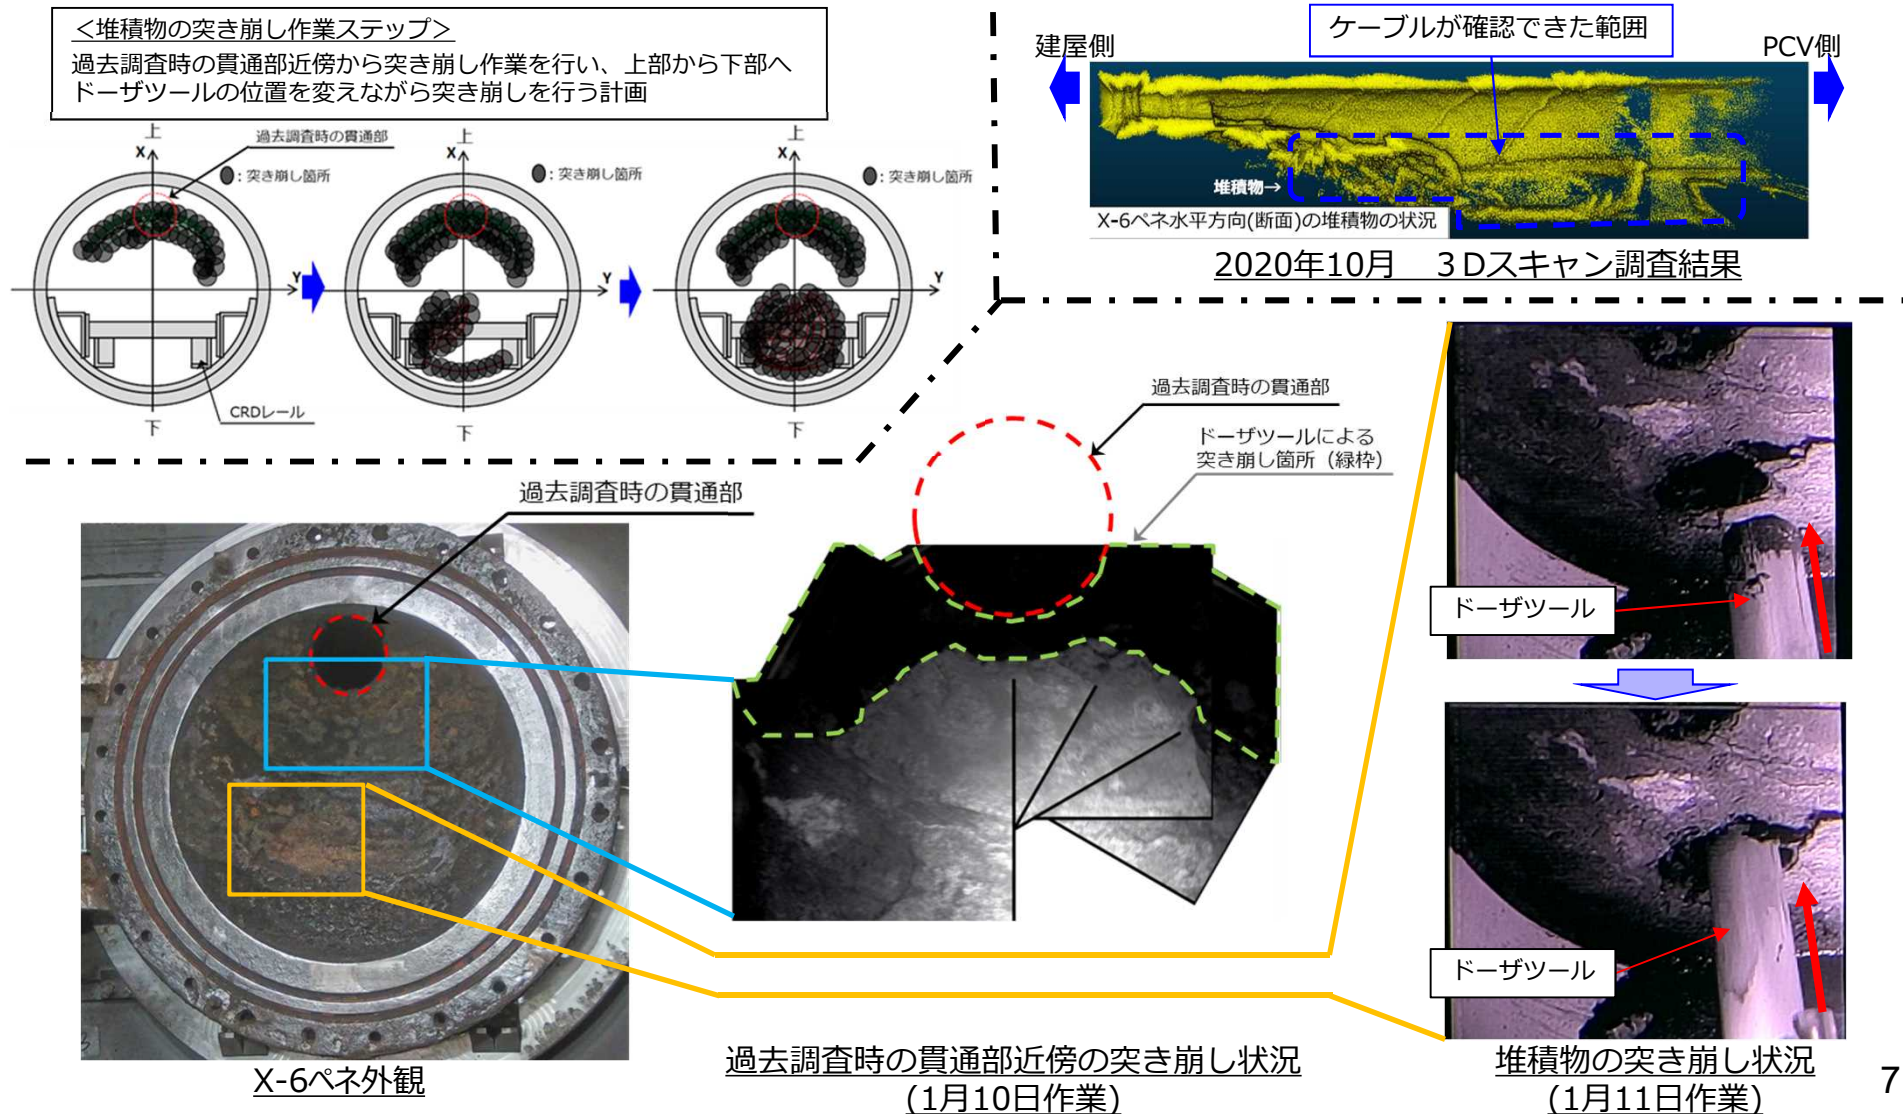 <堆積物の突き崩し作業ステップ>
過去調査時の貫通部近傍から突き崩し作業を行い、上部から下部へ
ドーザツールの位置を変えながら突き崩しを行う計画
上
過去調査時の貫通部
X
:突き崩し箇所
Y
CRDレール
下
上
X
:突き崩し箇所
Y
下
上
X
:突き崩し箇所
Y
下
ケーブルが確認できた範囲
建屋側
PCV側
堆積物→
X-6ペネ水平方向(断面)の堆積物の状況
2020年10月 3Dスキャン調査結果
過去調査時の貫通部
X-6ペネ外観
過去調査時の貫通部
ドーザツールによる
突き崩し箇所(緑枠)
過去調査時の貫通部近傍の突き崩し状況
(1月10日作業)
ドーザツール
ドーザツール
堆積物の突き崩し状況
(1月11日作業)
7